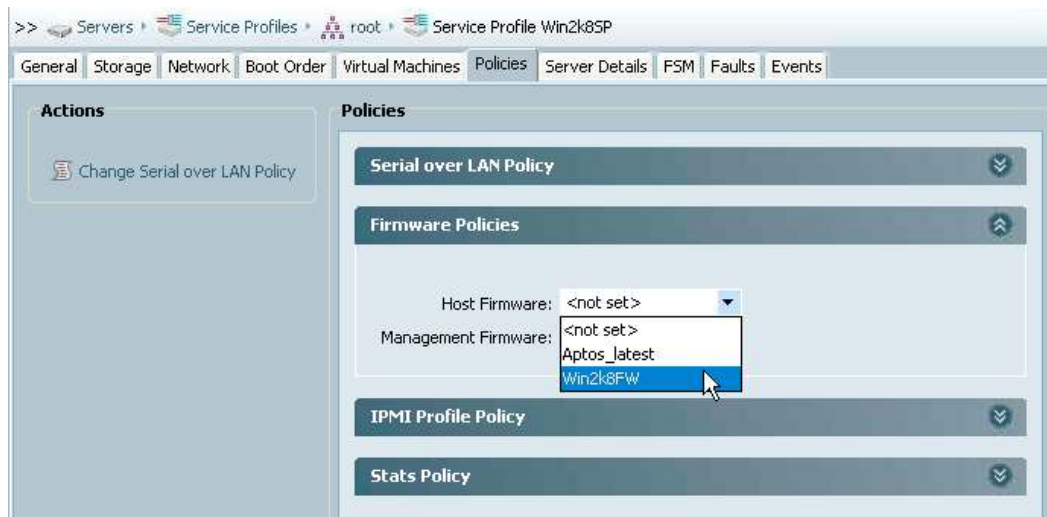 >> Servers Service Profiles root Service Profile Win2k8SP
General Storage Network Boot Order Virtual Machines Policies Server Details FSM Faults Events
Actions
Change Serial over LAN Policy
Policies
Serial over LAN Policy
Firmware Policies
Host Firmware: <not set>
Management Firmware:
<not set>
Aptos_latest
Win2k8FW
IPMI Profile Policy
Stats Policy